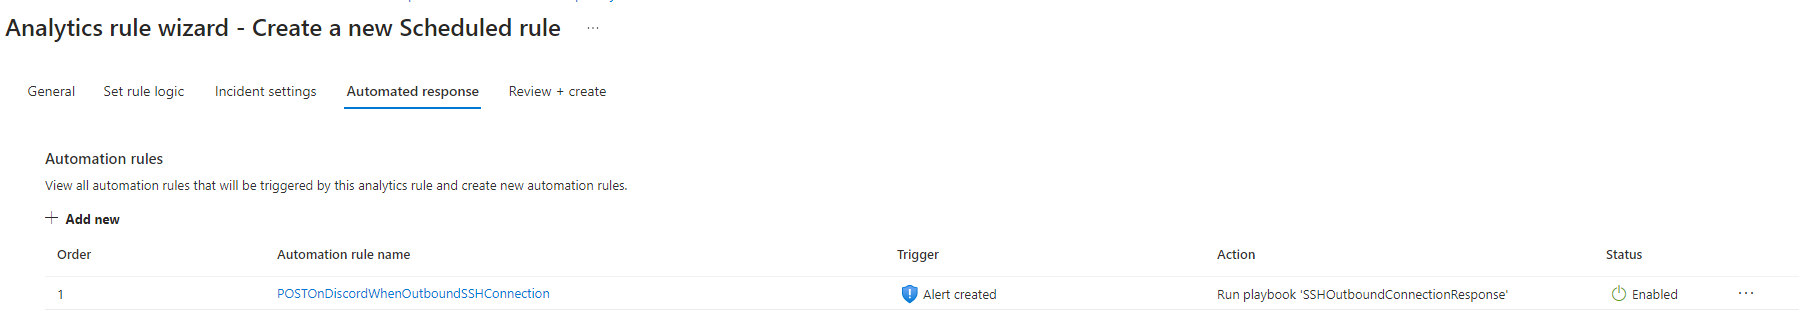 Analytics rule wizard - Create a new Scheduled rule ...
General Set rule logic Incident settings Automated response Review + create
Automation rules
View all automation rules that will be triggered by this analytics rule and create new automation rules.
+ Add new
Order Automation rule name Trigger Action Status
1 POSTOnDiscordWhenOutboundSSHConnection Alert created Run playbook 'SSHOutboundConnectionResponse' Enabled ...